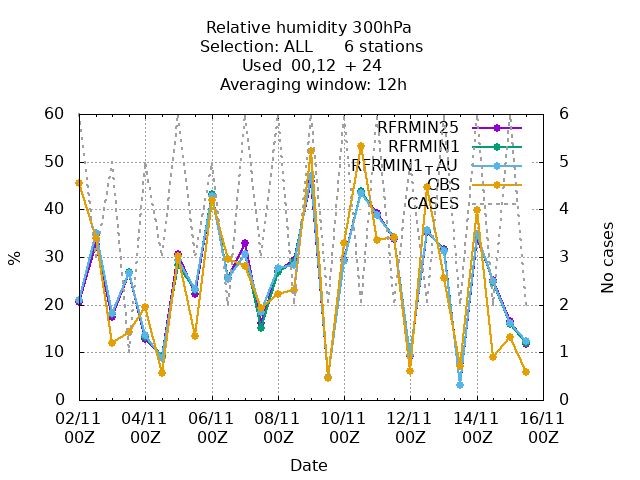 Relative humidity 300hPa
Selection: ALL 6 stations
Used 00,12 + 24
Averaging window: 12h
60 6
RFRMIN25
RFRMIN1
50 RFRMIN1_AU 5
OBS
40 CASES 4
% 30 3 No cases
20 2
10 1
0 0
02/11 04/11 06/11 08/11 10/11 12/11 14/11 16/11
00Z 00Z 00Z 00Z 00Z 00Z 00Z 00Z
Date